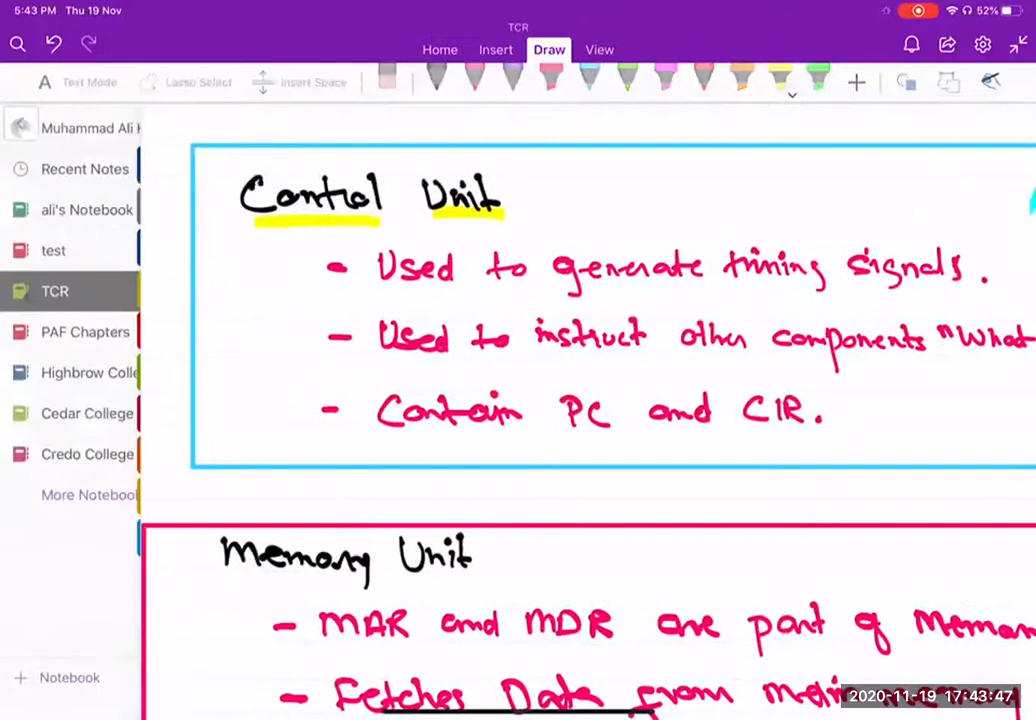 5:43 PM Thu 19 Nov
52%
TCR
Home Insert Draw View
A Text Mode Lasso Select Insert Space
Muhammad Ali K
Recent Notes
ali's Notebook
test
TCR
PAF Chapters
Highbrow Colle
Cedar College
Credo College
More Notebook
+ Notebook
Control Unit
- Used to generate timing signals.
- Used to instruct other components "What
- Contain PC and CIR.
Memory Unit
- MAR and MDR are part of Memor
- Fetches Data from
2020-11-19 17:43:47